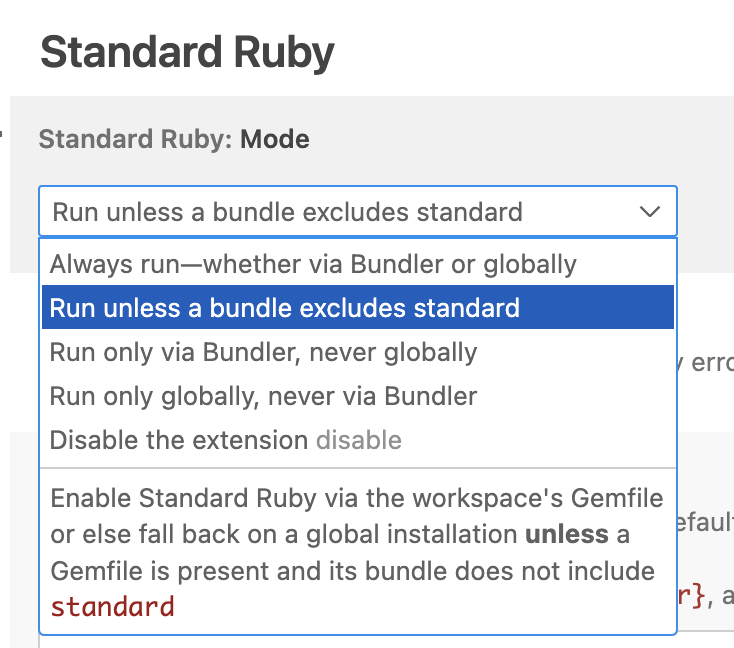 Standard Ruby
Standard Ruby: Mode
Run unless a bundle excludes standard
Always run—whether via Bundler or globally
Run unless a bundle excludes standard
Run only via Bundler, never globally
Run only globally, never via Bundler
Disable the extension disable
Enable Standard Ruby via the workspace's Gemfile
or else fall back on a global installation unless a
Gemfile is present and its bundle does not include
standard